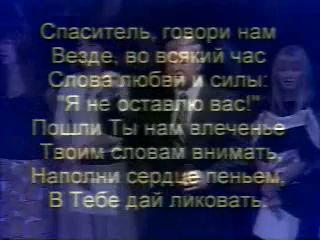 Спаситель, говори нам
Везде, во всякий час
Слова любви и силы:
"Я не оставлю вас!"
Пошли Ты нам влеченье
Твоим словам внимать,
Наполни сердце пеньем,
В Тебе дай ликовать.